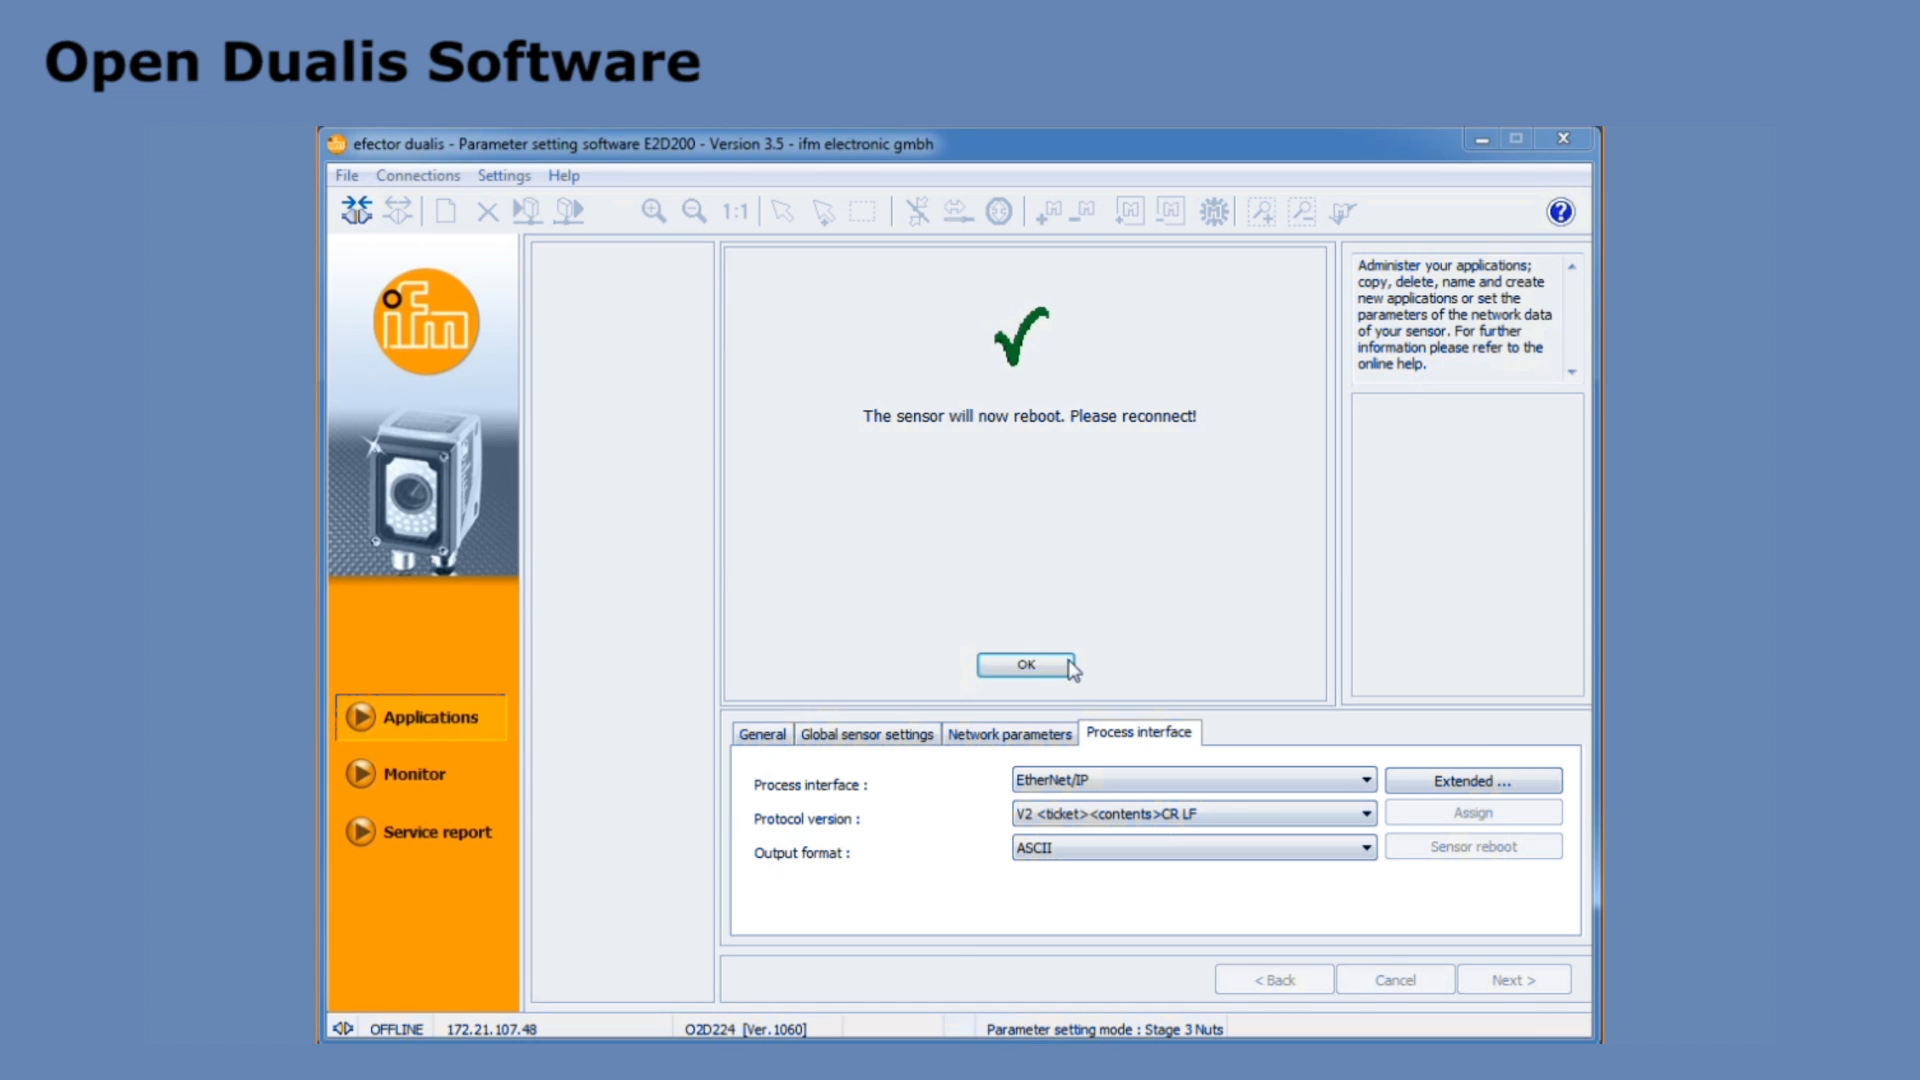 Open Dualis Software
efector dualis - Parameter setting software E2D200 - Version 3.5 - ifm electronic gmbh
File Connections Settings Help
1:1
ifm
Administer your applications;
copy, delete, name and create
new applications or set the
parameters of the network data
of your sensor. For further
information please refer to the
online help.
The sensor will now reboot. Please reconnect!
OK
Applications
Monitor
Service report
General Global sensor settings Network parameters Process interface
Process interface : EtherNet/IP Extended ...
Protocol version : V2 <ticket><contents>CR LF Assign
Output format : ASCII Sensor reboot
< Back Cancel Next >
OFFLINE 172.21.107.48 O2D224 [Ver.1060] Parameter setting mode : Stage 3 Nuts